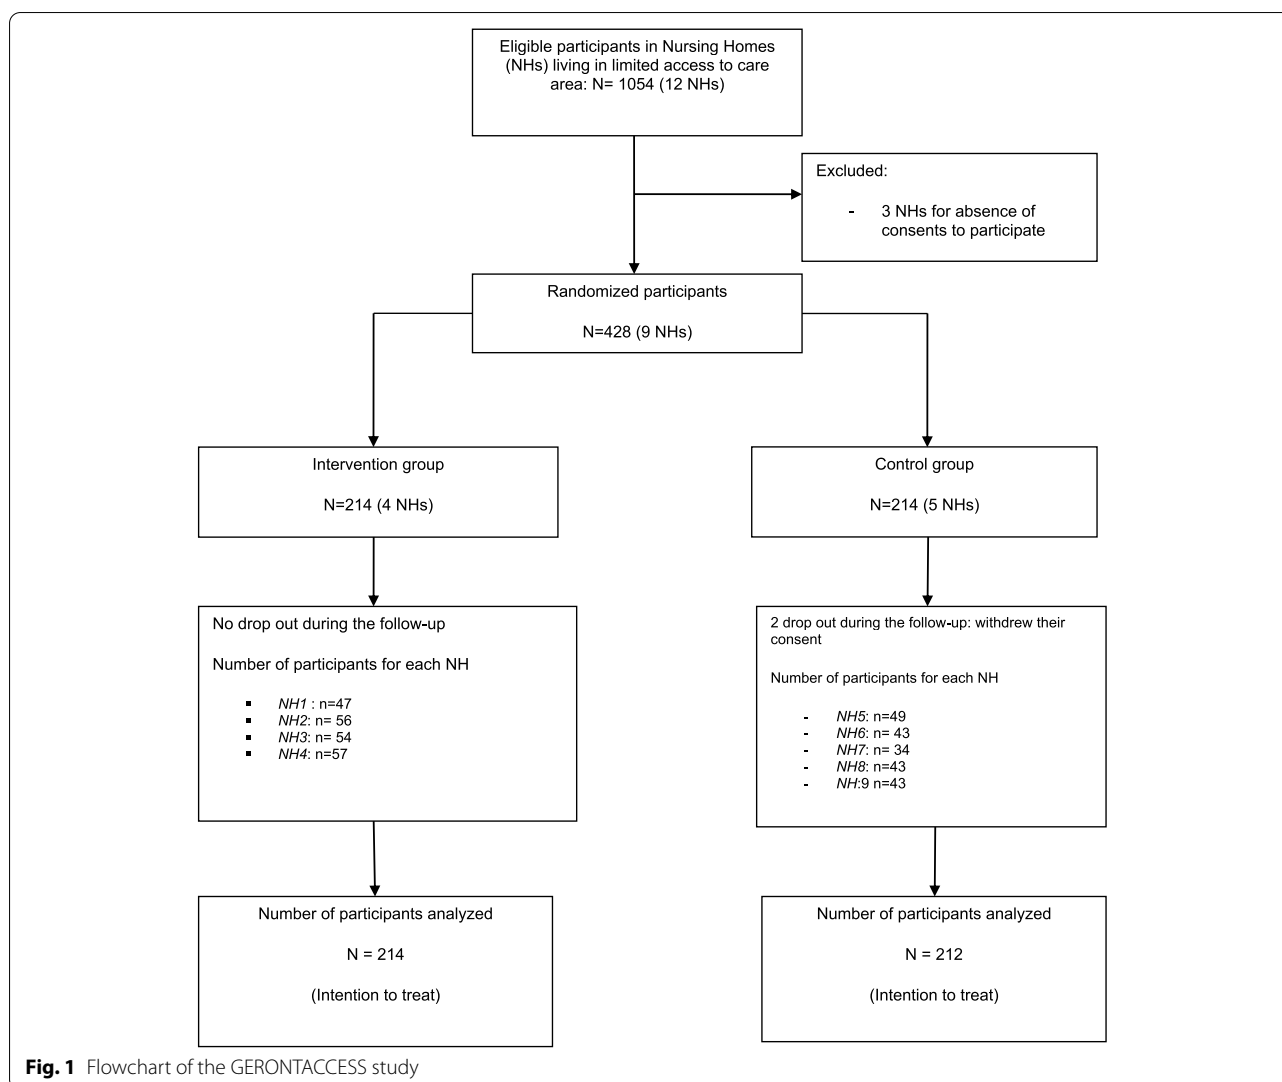 Eligible participants in Nursing Homes
(NHs) living in limited access to care
area: N= 1054 (12 NHs)
Excluded:
- 3 NHs for absence of
consents to participate
Randomized participants
N=428 (9 NHs)
Intervention group
N=214 (4 NHs)
Control group
N=214 (5 NHs)
No drop out during the follow-up
Number of participants for each NH
▪ NH1 : n=47
▪ NH2: n= 56
▪ NH3: n= 54
▪ NH4: n=57
2 drop out during the follow-up: withdrew their
consent
Number of participants for each NH
- NH5: n=49
- NH6: n= 43
- NH7: n= 34
- NH8: n=43
- NH:9 n=43
Number of participants analyzed
N = 214
(Intention to treat)
Number of participants analyzed
N = 212
(Intention to treat)
Fig. 1 Flowchart of the GERONTACCESS study